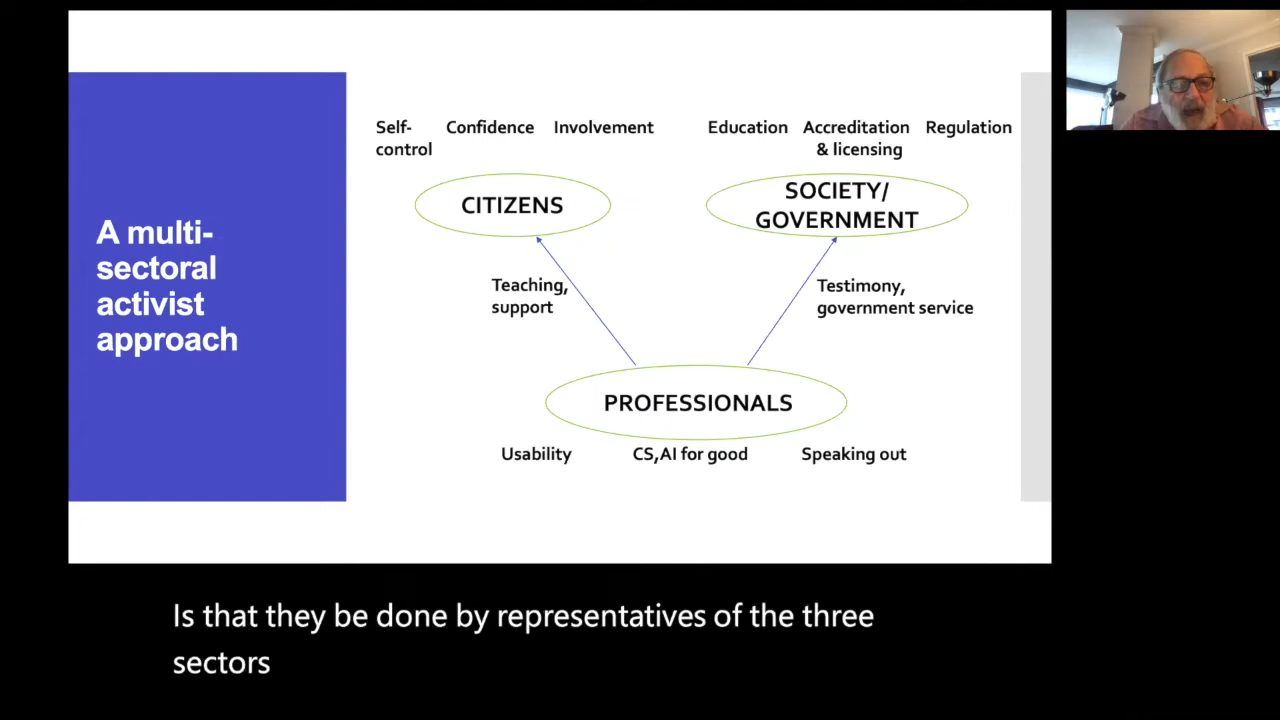 A multi-
sectoral
activist
approach
Self-
control
Confidence
Involvement
CITIZENS
Education
Accreditation
& licensing
Regulation
SOCIETY/
GOVERNMENT
Teaching,
support
Testimony,
government service
PROFESSIONALS
Usability
CS,AI for good
Speaking out
Is that they be done by representatives of the three
sectors